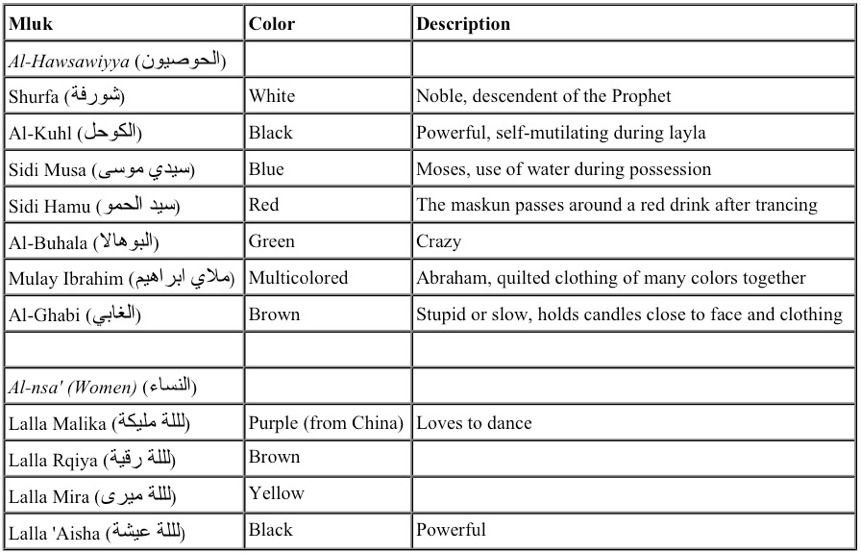 Mluk Color Description
Al-Hawsawiyya (الحوصيون)
Shurfa (شورفة) White Noble, descendent of the Prophet
Al-Kuhl (الكوحل) Black Powerful, self-mutilating during layla
Sidi Musa (سيدي موسى) Blue Moses, use of water during possession
Sidi Hamu (سيد الحمو) Red The maskun passes around a red drink after trancing
Al-Buhala (البوهالا) Green Crazy
Mulay Ibrahim (ملاي ابراهيم) Multicolored Abraham, quilted clothing of many colors together
Al-Ghabi (الغابي) Brown Stupid or slow, holds candles close to face and clothing
Al-nsa' (Women) (النساء)
Lalla Malika (لللة مليكة) Purple (from China) Loves to dance
Lalla Rqiya (لللة رقية) Brown
Lalla Mira (لللة ميرى) Yellow
Lalla 'Aisha (لللة عيشة) Black Powerful